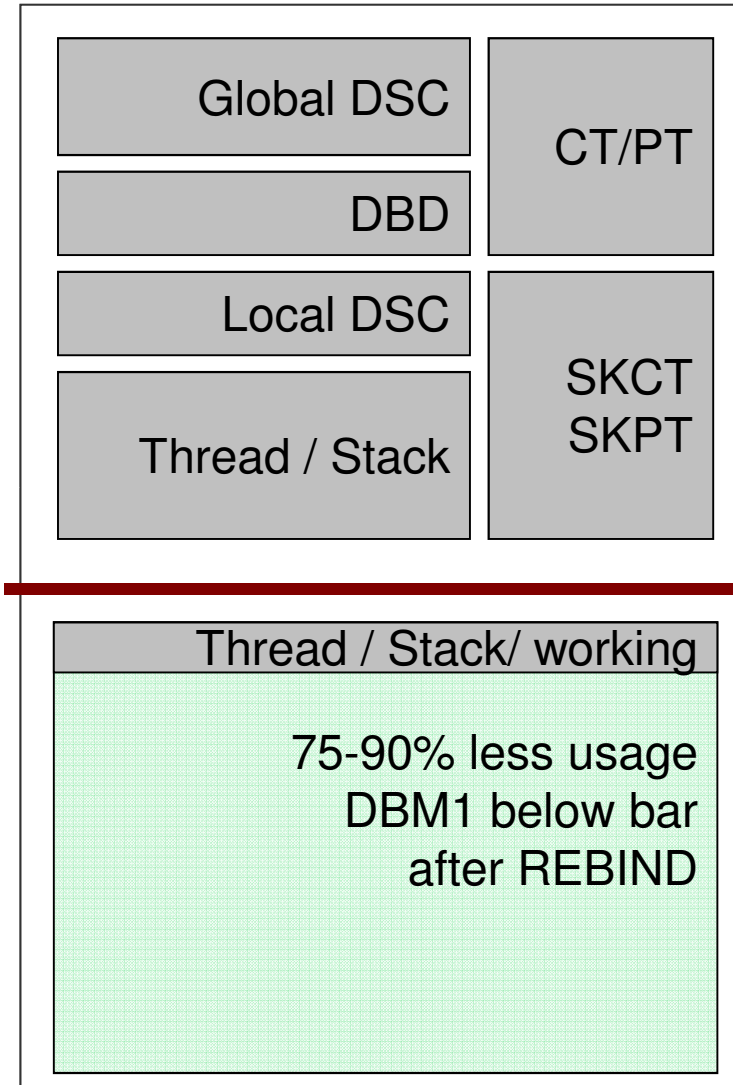 Global DSC
CT/PT
DBD
Local DSC
SKCT
SKPT
Thread / Stack
Thread / Stack/ working
75-90% less usage
DBM1 below bar
after REBIND